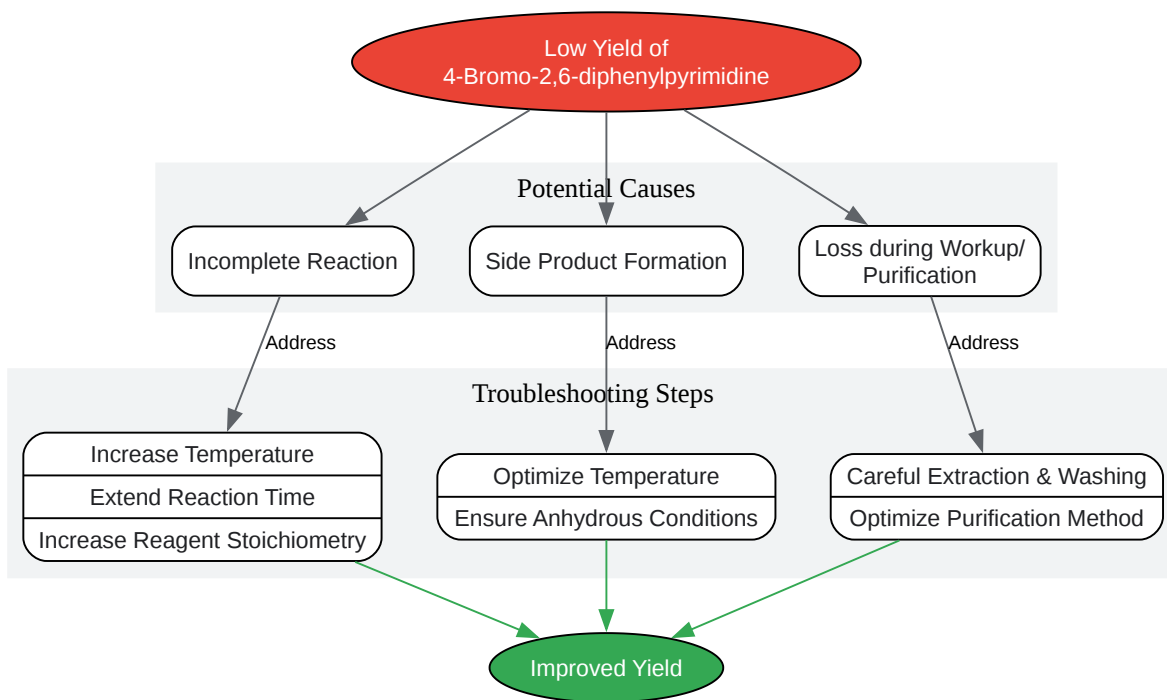 Low Yield of
4-Bromo-2,6-diphenylpyrimidine
Potential Causes
Incomplete Reaction
Side Product Formation
Loss during Workup/
Purification
Address
Address
Address
Troubleshooting Steps
Increase Temperature
Extend Reaction Time
Increase Reagent Stoichiometry
Optimize Temperature
Ensure Anhydrous Conditions
Careful Extraction & Washing
Optimize Purification Method
Improved Yield